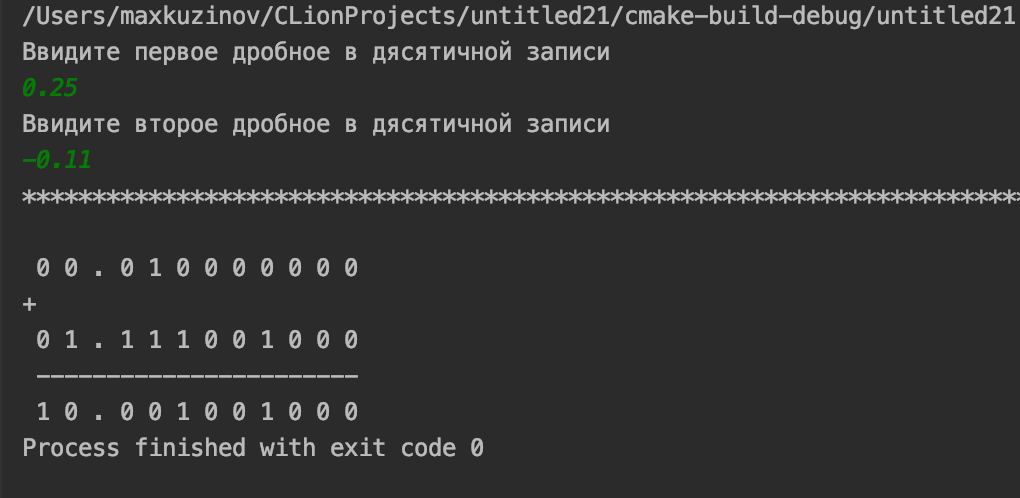 /Users/maxkuzinov/CLionProjects/untitled21/cmake-build-debug/untitled21
Ввидите первое дробное в дясятичной записи
0.25
Ввидите второе дробное в дясятичной записи
-0.11
***********************************************************************
0 0 . 0 1 0 0 0 0 0 0 0
+
0 1 . 1 1 1 0 0 1 0 0 0
-----------------------
1 0 . 0 0 1 0 0 1 0 0 0
Process finished with exit code 0